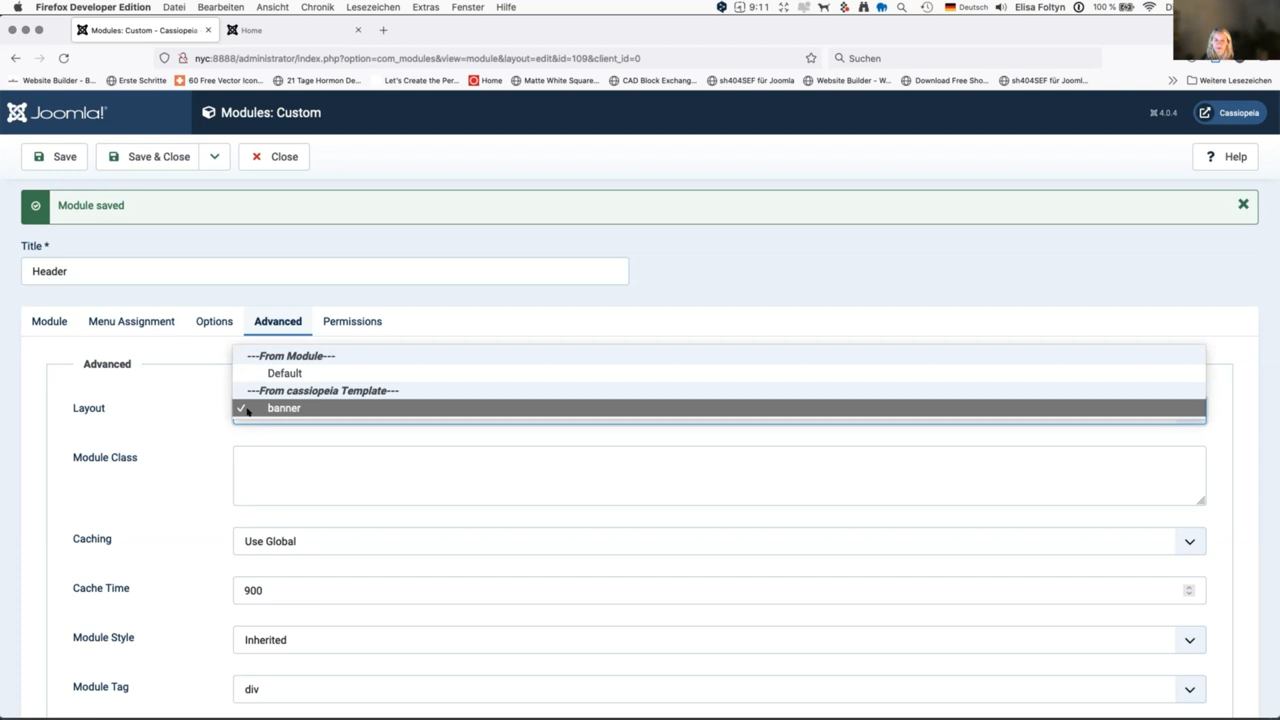 Firefox Developer Edition Datei Bearbeiten Ansicht Chronik Lesezeichen Extras Fenster Hilfe 9:11 Deutsch Elisa Foltyn 100 %
Modules: Custom - Cassiopeia Home
nyc:8888/administrator/index.php?option=com_modules&view=module&layout=edit&id=109&client_id=0 Suchen
Website Builder - B... Erste Schritte 60 Free Vector Icon... 21 Tage Hormon De... Let's Create the Per... Home Matte White Square... CAD Block Exchang... sh404SEF für Joomla Website Builder - W... Download Free Sho... sh404SEF für Jooml... Weitere Lesezeichen
Joomla! Modules: Custom 4.0.4 Cassiopeia
Save Save & Close Close ? Help
Module saved
Title *
Header
Module Menu Assignment Options Advanced Permissions
---From Module---
Advanced
Default
---From cassiopeia Template---
Layout banner
Module Class
Caching Use Global
Cache Time 900
Module Style Inherited
Module Tag div